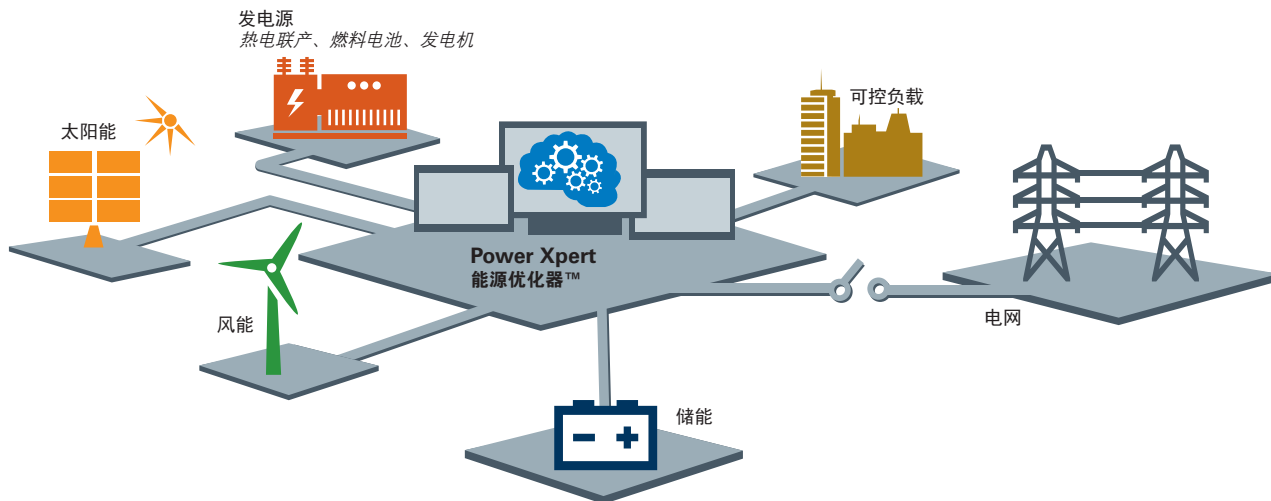 发电源
热电联产、燃料电池、发电机
太阳能
可控负载
Power Xpert
能源优化器™
风能
电网
储能